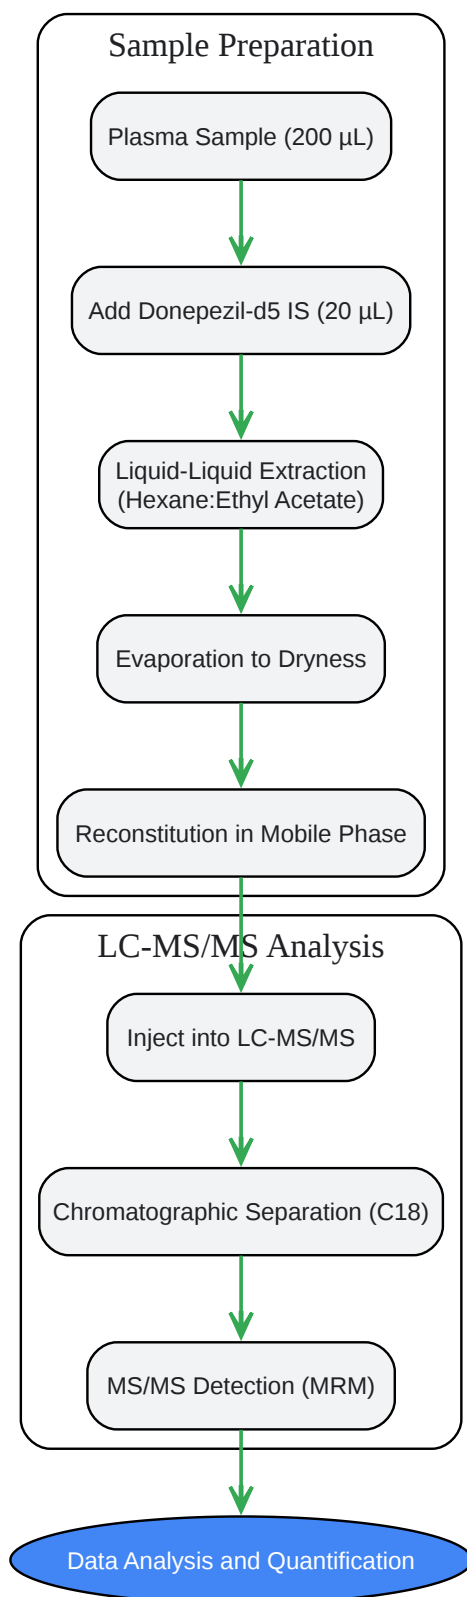 Sample Preparation
Plasma Sample (200 µL)
Add Donepezil-d5 IS (20 µL)
Liquid-Liquid Extraction
(Hexane:Ethyl Acetate)
Evaporation to Dryness
Reconstitution in Mobile Phase
LC-MS/MS Analysis
Inject into LC-MS/MS
Chromatographic Separation (C18)
MS/MS Detection (MRM)
Data Analysis and Quantification